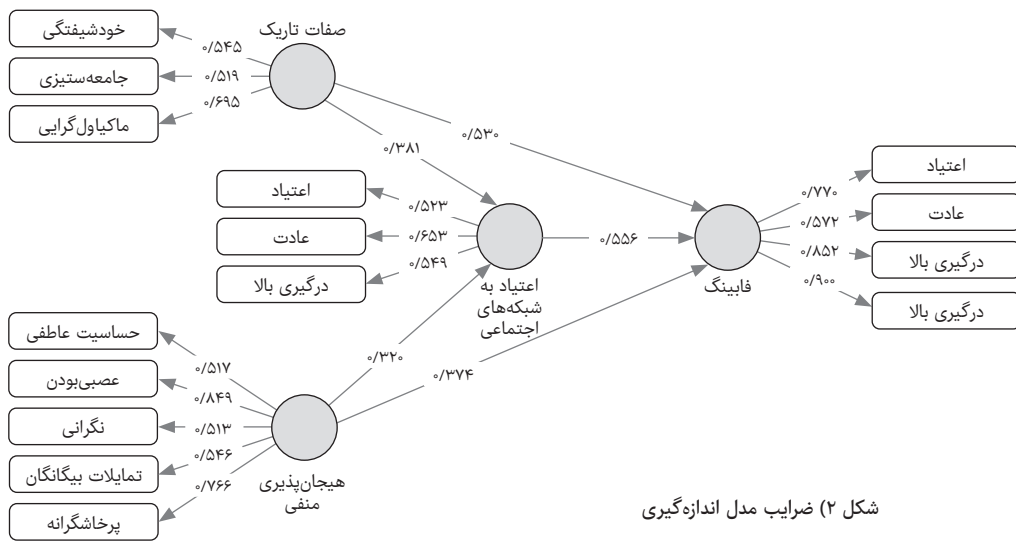 صفات تاریک
خودشیفتگی
۰/۵۴۵
جامعه‌ستیزی
۰/۵۱۹
ماکیاول‌گرایی
۰/۶۹۵
۰/۵۳۰
۰/۳۸۱
اعتیاد
۰/۵۲۳
عادت
۰/۶۵۳
درگیری بالا
۰/۵۴۹
اعتیاد به
شبکه‌های
اجتماعی
۰/۵۵۶
فابینگ
اعتیاد
۰/۷۷۰
عادت
۰/۵۷۲
درگیری بالا
۰/۸۵۲
درگیری بالا
۰/۹۰۰
۰/۳۲۰
۰/۳۷۴
حساسیت عاطفی
۰/۵۱۷
عصبی‌بودن
۰/۸۴۹
نگرانی
۰/۵۱۳
تمایلات بیگانگان
۰/۵۴۶
پرخاشگرانه
۰/۷۶۶
هیجان‌پذیری
منفی
شکل ۲) ضرایب مدل اندازه‌گیری